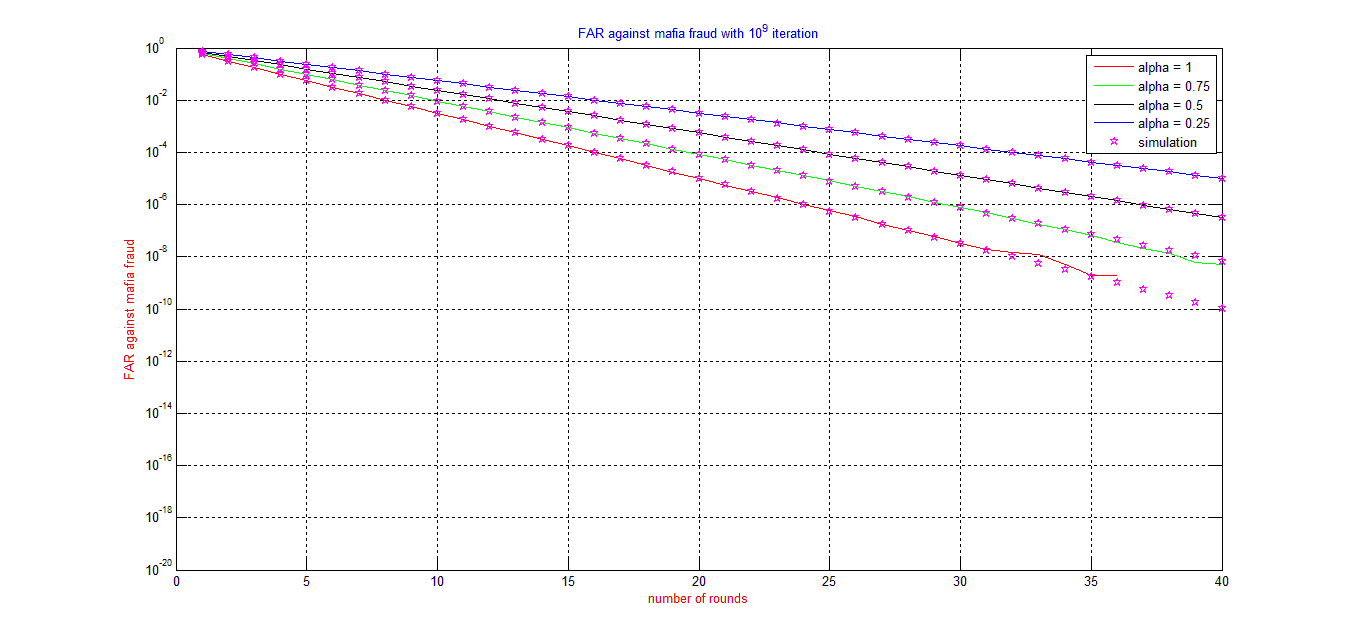 FAR against mafia fraud with 10^9 iteration
10^0
10^-2
10^-4
10^-6
10^-8
10^-10
10^-12
10^-14
10^-16
10^-18
10^-20
FAR against mafia fraud
alpha = 1
alpha = 0.75
alpha = 0.5
alpha = 0.25
simulation
0 5 10 15 20 25 30 35 40
number of rounds